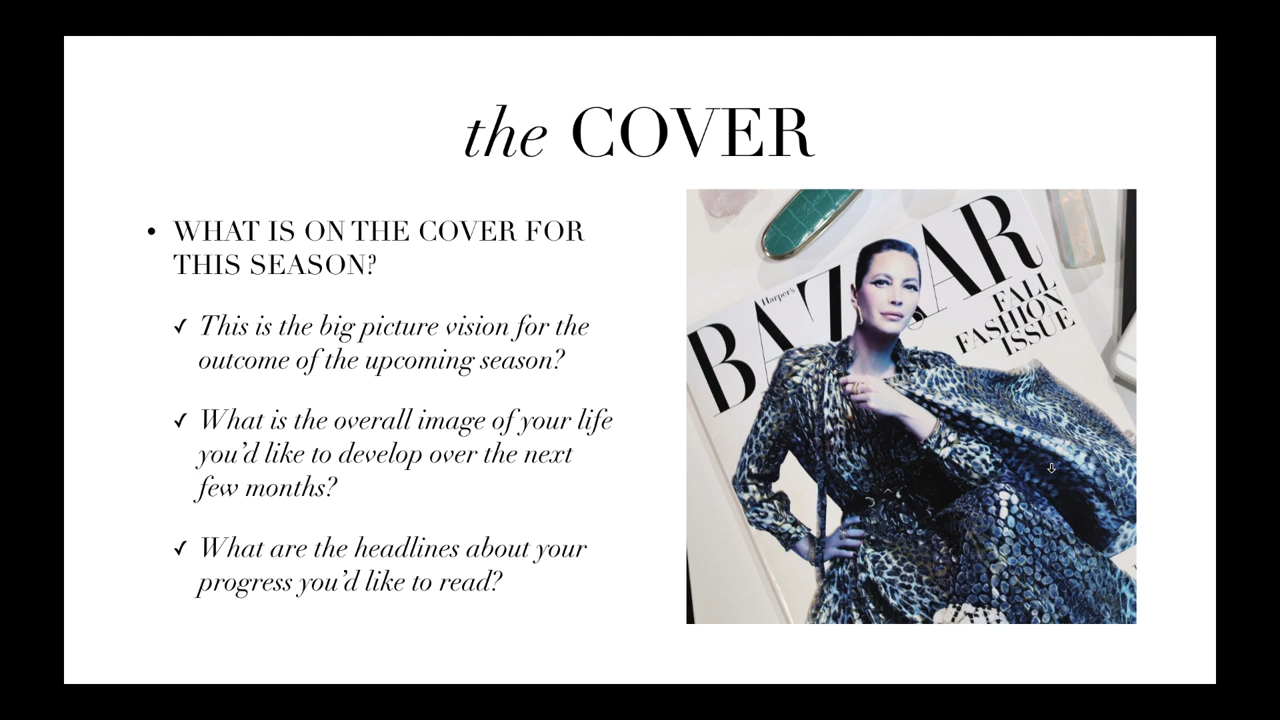 the COVER
• WHAT IS ON THE COVER FOR
THIS SEASON?
✓ This is the big picture vision for the
outcome of the upcoming season?
✓ What is the overall image of your life
you'd like to develop over the next
few months?
✓ What are the headlines about your
progress you'd like to read?
Harper's
BAZAAR
FALL
FASHION
ISSUE